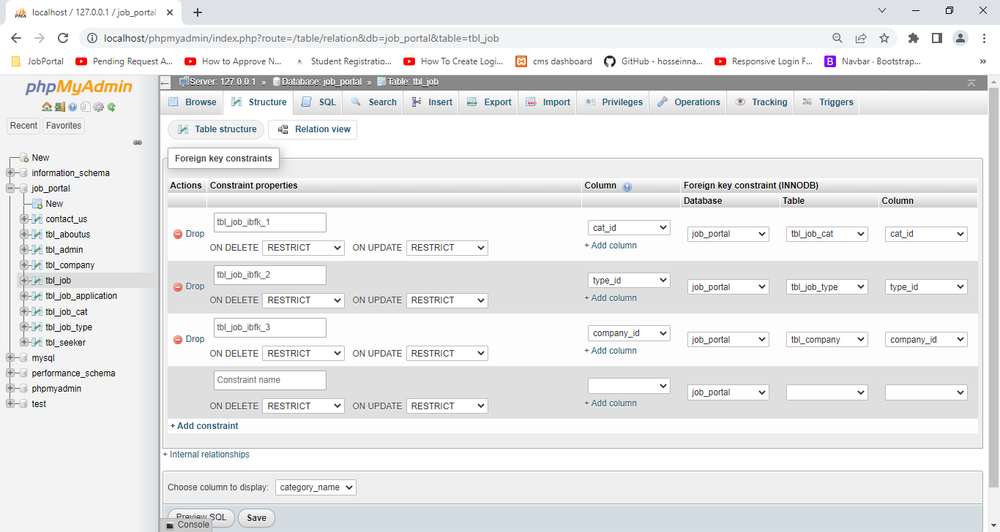 localhost / 127.0.0.1 / job_portal
localhost/phpmyadmin/index.php?route=/table/relation&db=job_portal&table=tbl_job
JobPortal
Pending Request A...
How to Approve N...
Student Registratio...
How To Create Logi...
cms dashboard
GitHub - hosseinna...
Responsive Login F...
Navbar · Bootstrap...
»
PMA
phpMyAdmin
Recent
Favorites
New
information_schema
job_portal
New
contact_us
tbl_aboutus
tbl_admin
tbl_company
tbl_job
tbl_job_application
tbl_job_cat
tbl_job_type
tbl_seeker
mysql
performance_schema
phpmyadmin
test
Server: 127.0.0.1 » Database: job_portal » Table: tbl_job
Browse Structure SQL Search Insert Export Import Privileges Operations Tracking Triggers
Table structure Relation view
Foreign key constraints
Actions Constraint properties Column Foreign key constraint (INNODB)
Database Table Column
tbl_job_ibfk_1
Drop
ON DELETE RESTRICT ON UPDATE RESTRICT
cat_id
+ Add column
job_portal tbl_job_cat cat_id
tbl_job_ibfk_2
Drop
ON DELETE RESTRICT ON UPDATE RESTRICT
type_id
+ Add column
job_portal tbl_job_type type_id
tbl_job_ibfk_3
Drop
ON DELETE RESTRICT ON UPDATE RESTRICT
company_id
+ Add column
job_portal tbl_company company_id
Constraint name
ON DELETE RESTRICT ON UPDATE RESTRICT
+ Add column
job_portal
+ Add constraint
+ Internal relationships
Choose column to display: category_name
Preview SQL Save
Console